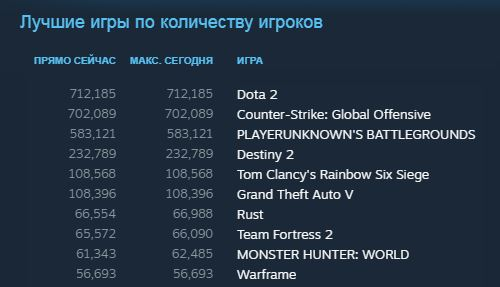 Лучшие игры по количеству игроков
ПРЯМО СЕЙЧАС МАКС. СЕГОДНЯ ИГРА
712,185 712,185 Dota 2
702,089 702,089 Counter-Strike: Global Offensive
583,121 583,121 PLAYERUNKNOWN'S BATTLEGROUNDS
232,789 232,789 Destiny 2
108,568 108,568 Tom Clancy's Rainbow Six Siege
108,396 108,396 Grand Theft Auto V
66,554 66,988 Rust
65,572 66,090 Team Fortress 2
61,343 62,485 MONSTER HUNTER: WORLD
56,693 56,693 Warframe